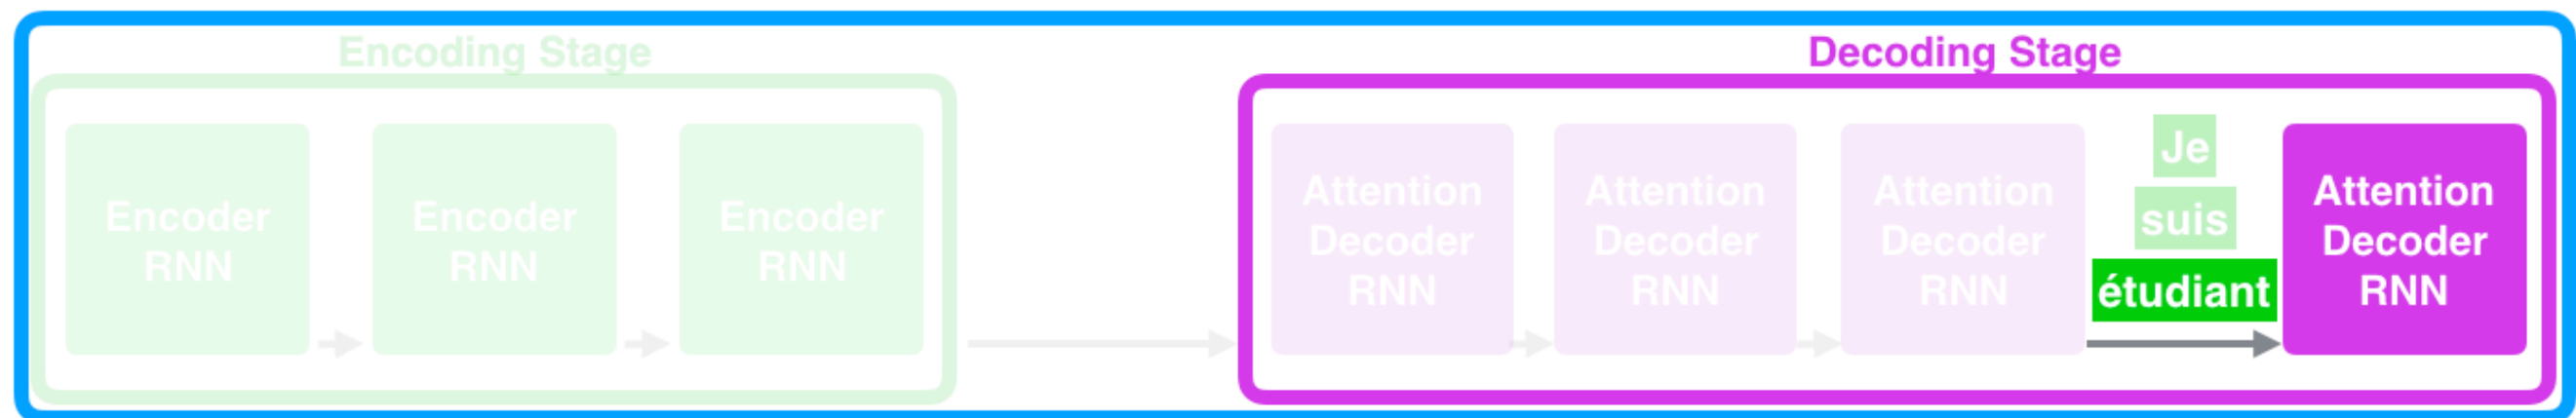 Encoding Stage
Decoding Stage
Encoder
RNN
Encoder
RNN
Encoder
RNN
Attention
Decoder
RNN
Attention
Decoder
RNN
Attention
Decoder
RNN
Je
suis
étudiant
Attention
Decoder
RNN